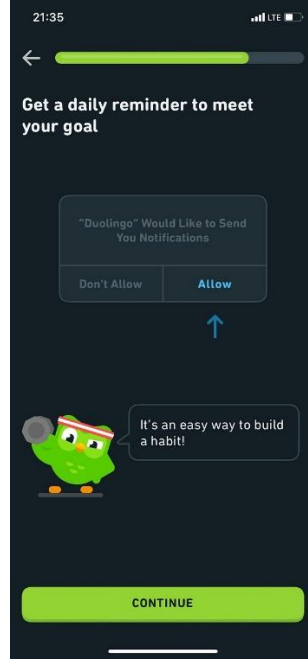 21:35
LTE
Get a daily reminder to meet
your goal
"Duolingo" Would Like to Send
You Notifications
Don't Allow
Allow
It's an easy way to build
a habit!
CONTINUE